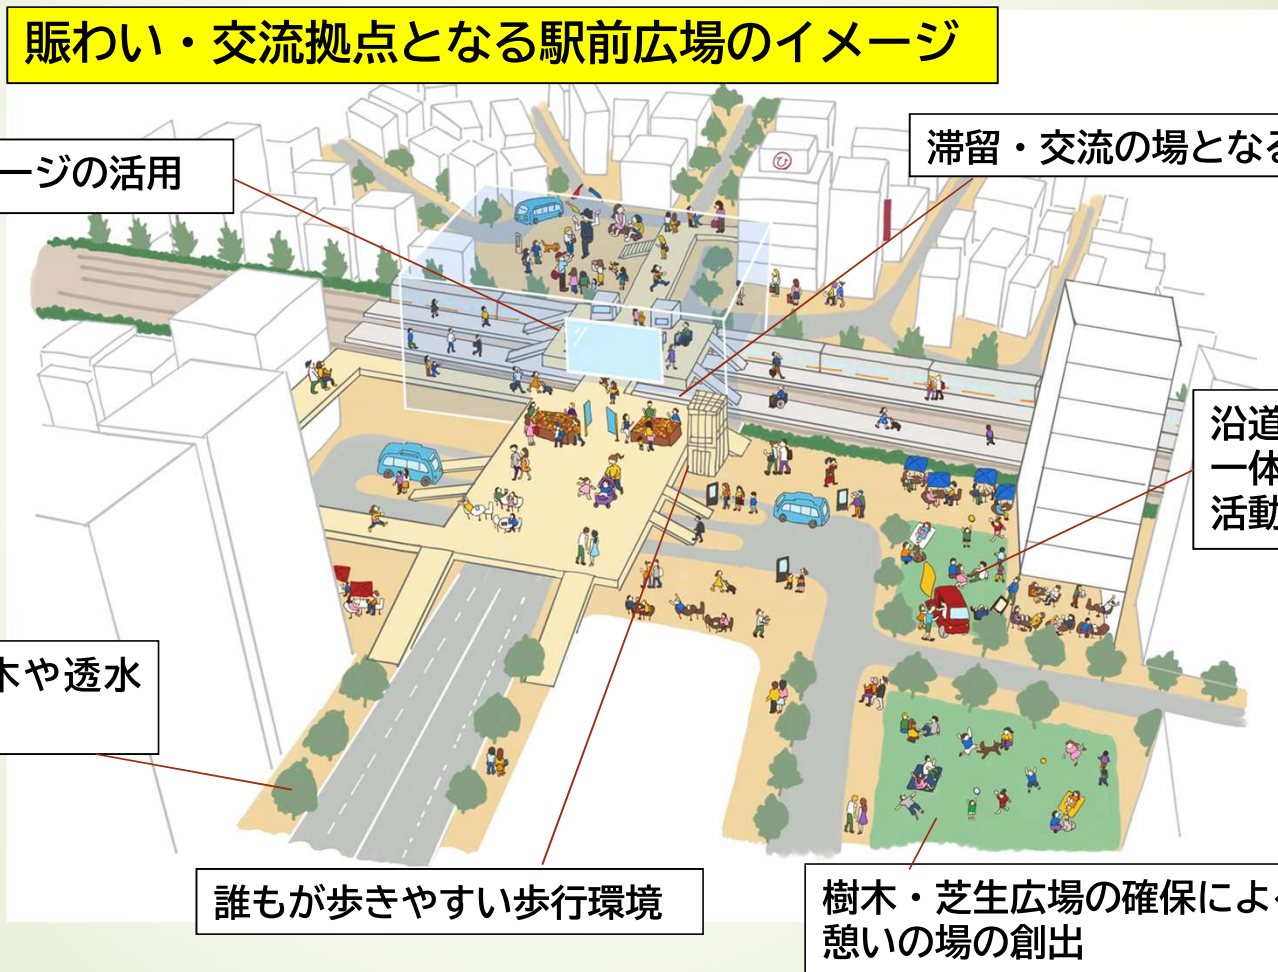 賑わい・交流拠点となる駅前広場のイメージ
ージの活用
滞留・交流の場となる
沿道
一体
活動
木や透水
誰もが歩きやすい歩行環境
樹木・芝生広場の確保によ
憩いの場の創出
ひ